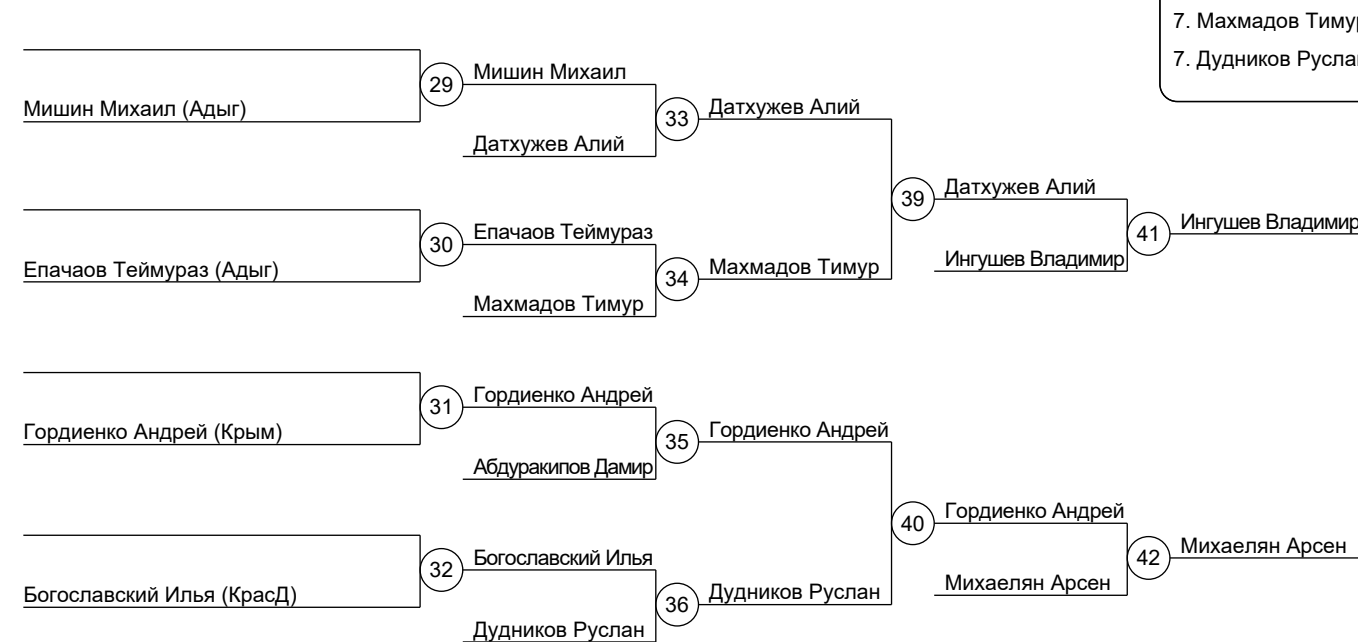 7. Махмадов Тимур
7. Дудников Руслан
29
Мишин Михаил
Мишин Михаил (Адыг)
33
Датхужев Алий
Датхужев Алий
39
Датхужев Алий
30
Епачаов Теймураз
41
Ингушев Владимир
Епачаов Теймураз (Адыг)
34
Махмадов Тимур
Ингушев Владимир
Махмадов Тимур
31
Гордиенко Андрей
Гордиенко Андрей (Крым)
35
Гордиенко Андрей
Абдуракипов Дамир
40
Гордиенко Андрей
32
Богославский Илья
42
Михаелян Арсен
Богославский Илья (КрасД)
36
Дудников Руслан
Михаелян Арсен
Дудников Руслан